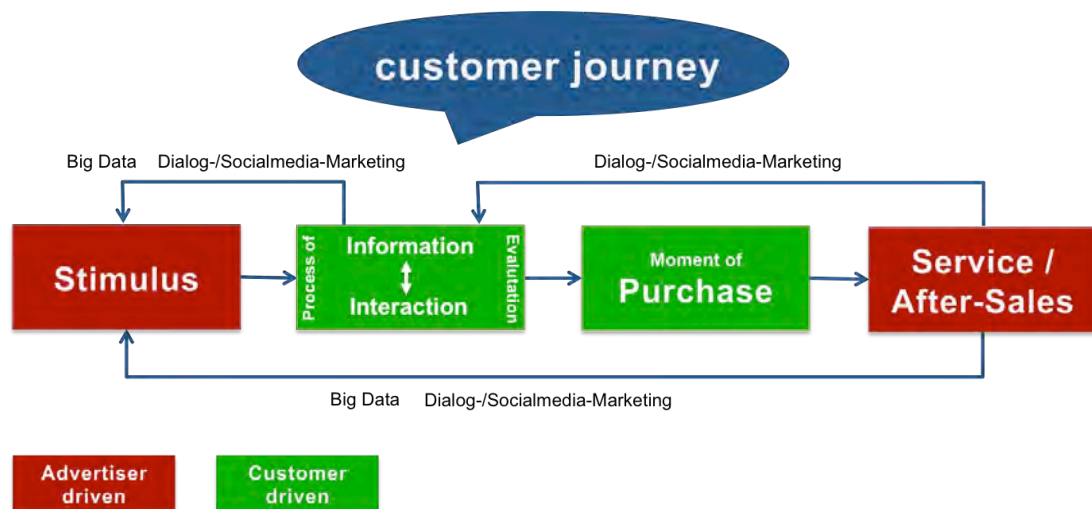 customer journey
Big Data Dialog-/Socialmedia-Marketing
Dialog-/Socialmedia-Marketing
Stimulus
Process of
Information
Interaction
Evalutation
Moment of
Purchase
Service /
After-Sales
Big Data Dialog-/Socialmedia-Marketing
Advertiser
driven
Customer
driven